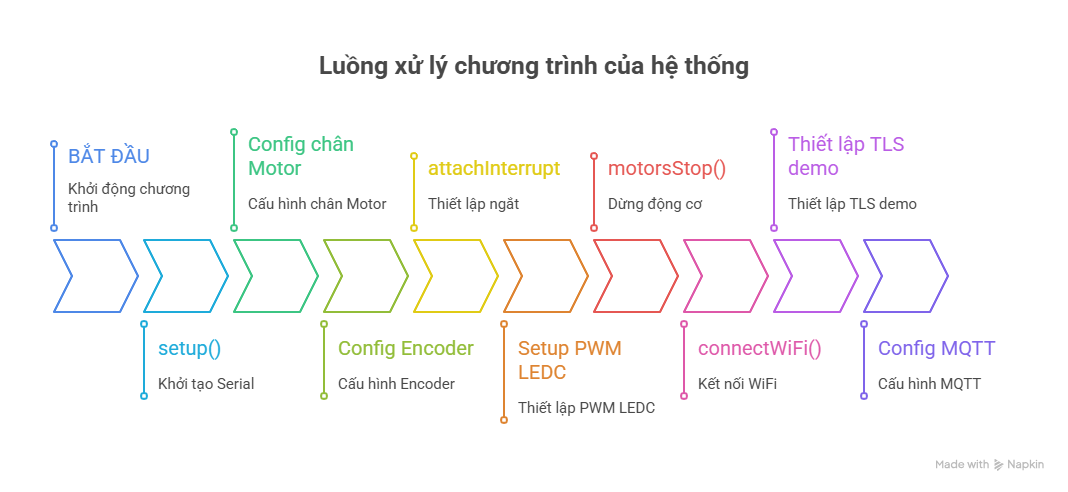 Luồng xử lý chương trình của hệ thống
BẮT ĐẦU
Khởi động chương
trình
setup()
Khởi tạo Serial
Config chân
Motor
Cấu hình chân Motor
Config Encoder
Cấu hình Encoder
attachInterrupt
Thiết lập ngắt
Setup PWM
LEDC
Thiết lập PWM LEDC
motorsStop()
Dừng động cơ
connectWiFi()
Kết nối WiFi
Thiết lập TLS
demo
Thiết lập TLS demo
Config MQTT
Cấu hình MQTT
Made with Napkin